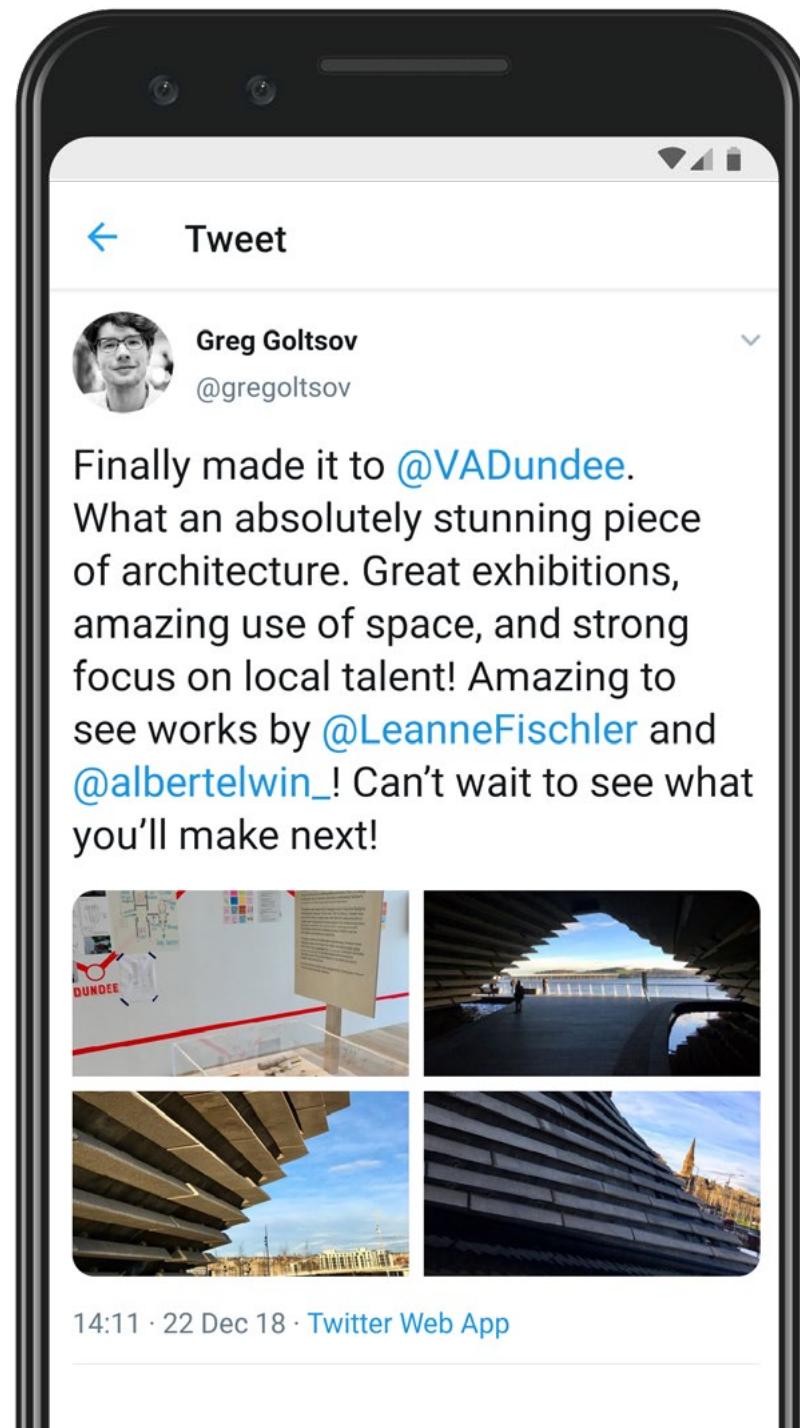 Tweet
Greg Goltsov
@gregoltsov
Finally made it to @VADundee.
What an absolutely stunning piece
of architecture. Great exhibitions,
amazing use of space, and strong
focus on local talent! Amazing to
see works by @LeanneFischler and
@albertelwin_! Can’t wait to see what
you’ll make next!
DUNDEE
14:11 · 22 Dec 18 · Twitter Web App